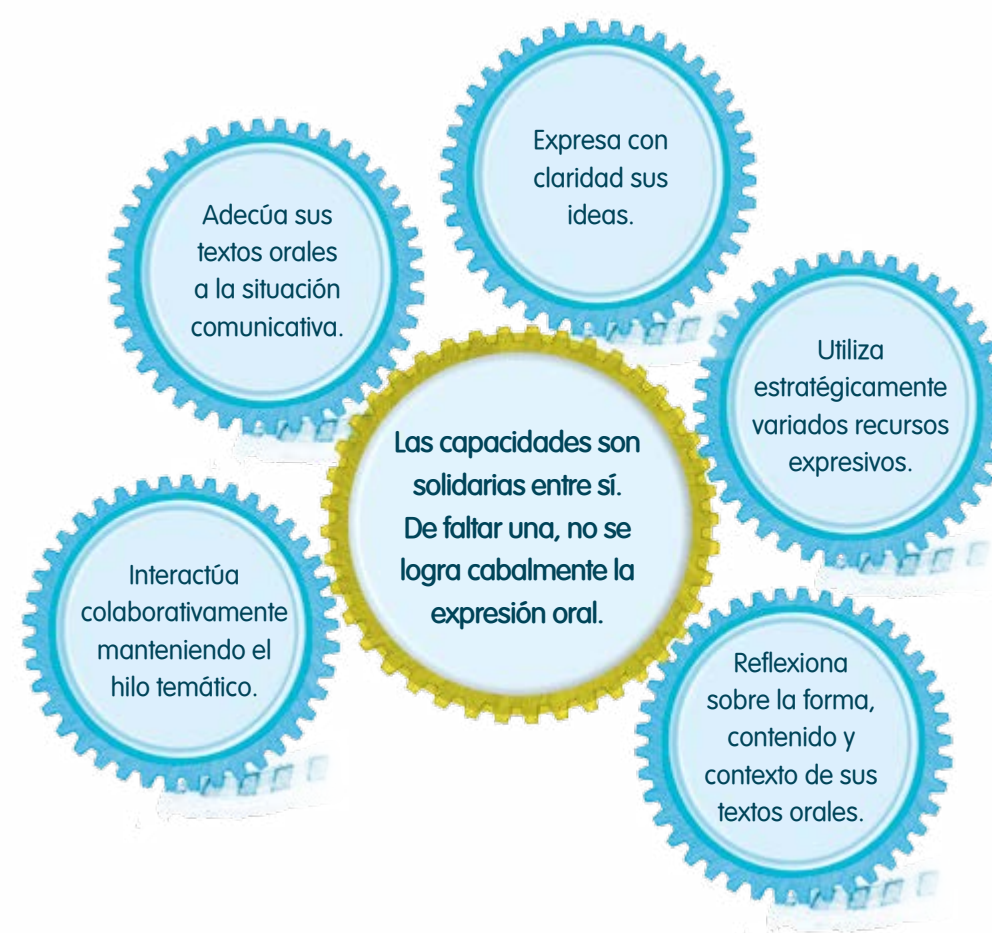 Expresa con
claridad sus
ideas.
Adecúa sus
textos orales
a la situación
comunicativa.
Utiliza
estratégicamente
variados recursos
expresivos.
Las capacidades son
solidarias entre sí.
De faltar una, no se
logra cabalmente la
expresión oral.
Interactúa
colaborativamente
manteniendo el
hilo temático.
Reflexiona
sobre la forma,
contenido y
contexto de sus
textos orales.